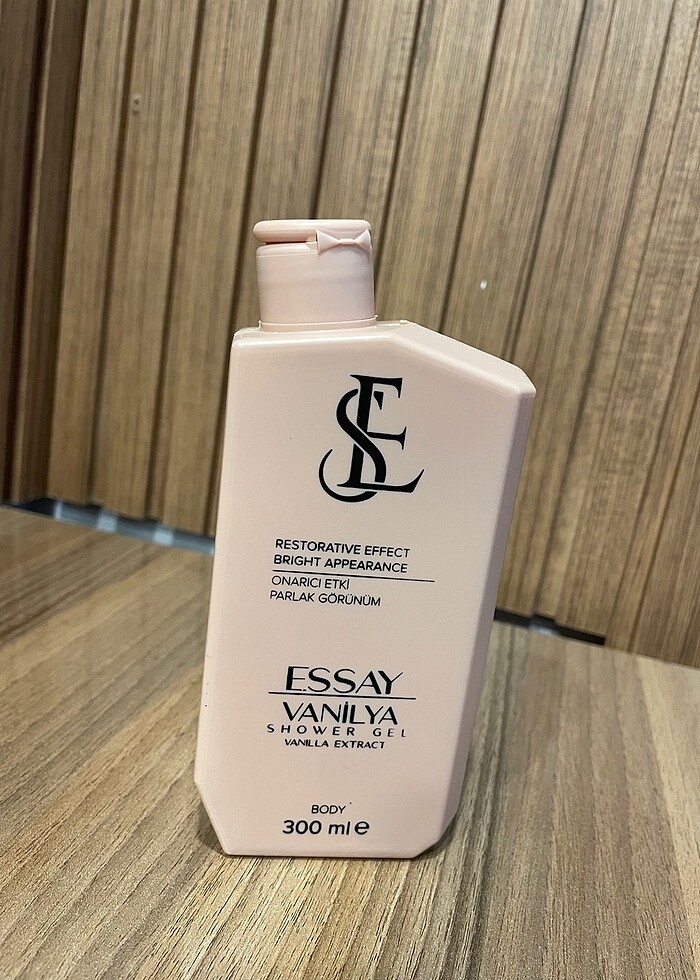 SE
RESTORATIVE EFFECT
BRIGHT APPEARANCE
ONARICI ETKİ
PARLAK GÖRÜNÜM
ESSAY
VANİLYA
SHOWER GEL
VANILLA EXTRACT
BODY
300 ml e